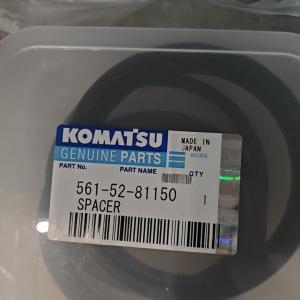 KOMATSU
MADE IN
JAPAN
GENUINE PARTS
PART No. PART NAME QTY
561-52-81150
SPACER 1